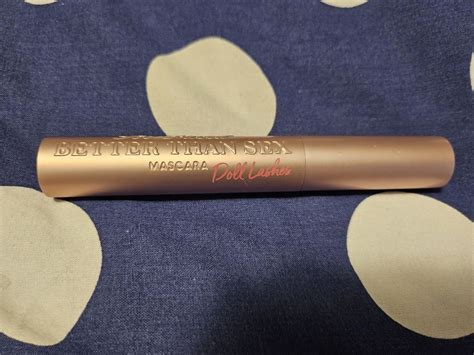 BETTER THAN SEX
MASCARA
Doll Lashes